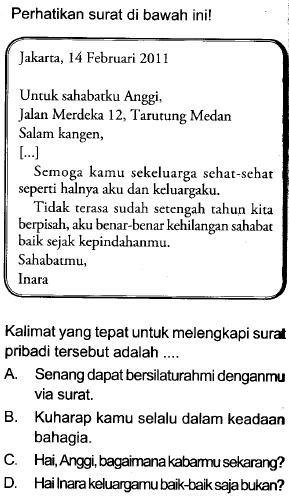 Perhatikan surat di bawah ini!
Jakarta, 14 Februari 2011
Untuk sahabatku Anggi,
Jalan Merdeka 12, Tarutung Medan
Salam kangen,
[...]
Semoga kamu sekeluarga sehat-sehat
seperti halnya aku dan keluargaku.
Tidak terasa sudah setengah tahun kita
berpisah, aku benar-benar kehilangan sahabat
baik sejak kepindahanmu.
Sahabatmu,
Inara
Kalimat yang tepat untuk melengkapi surat
pribadi tersebut adalah ....
A. Senang dapat bersilaturahmi denganmu
via surat.
B. Kuharap kamu selalu dalam keadaan
bahagia.
C. Hai, Anggi, bagaimana kabarmu sekarang?
D. Hai Inara keluargamu baik-baik saja bukan?